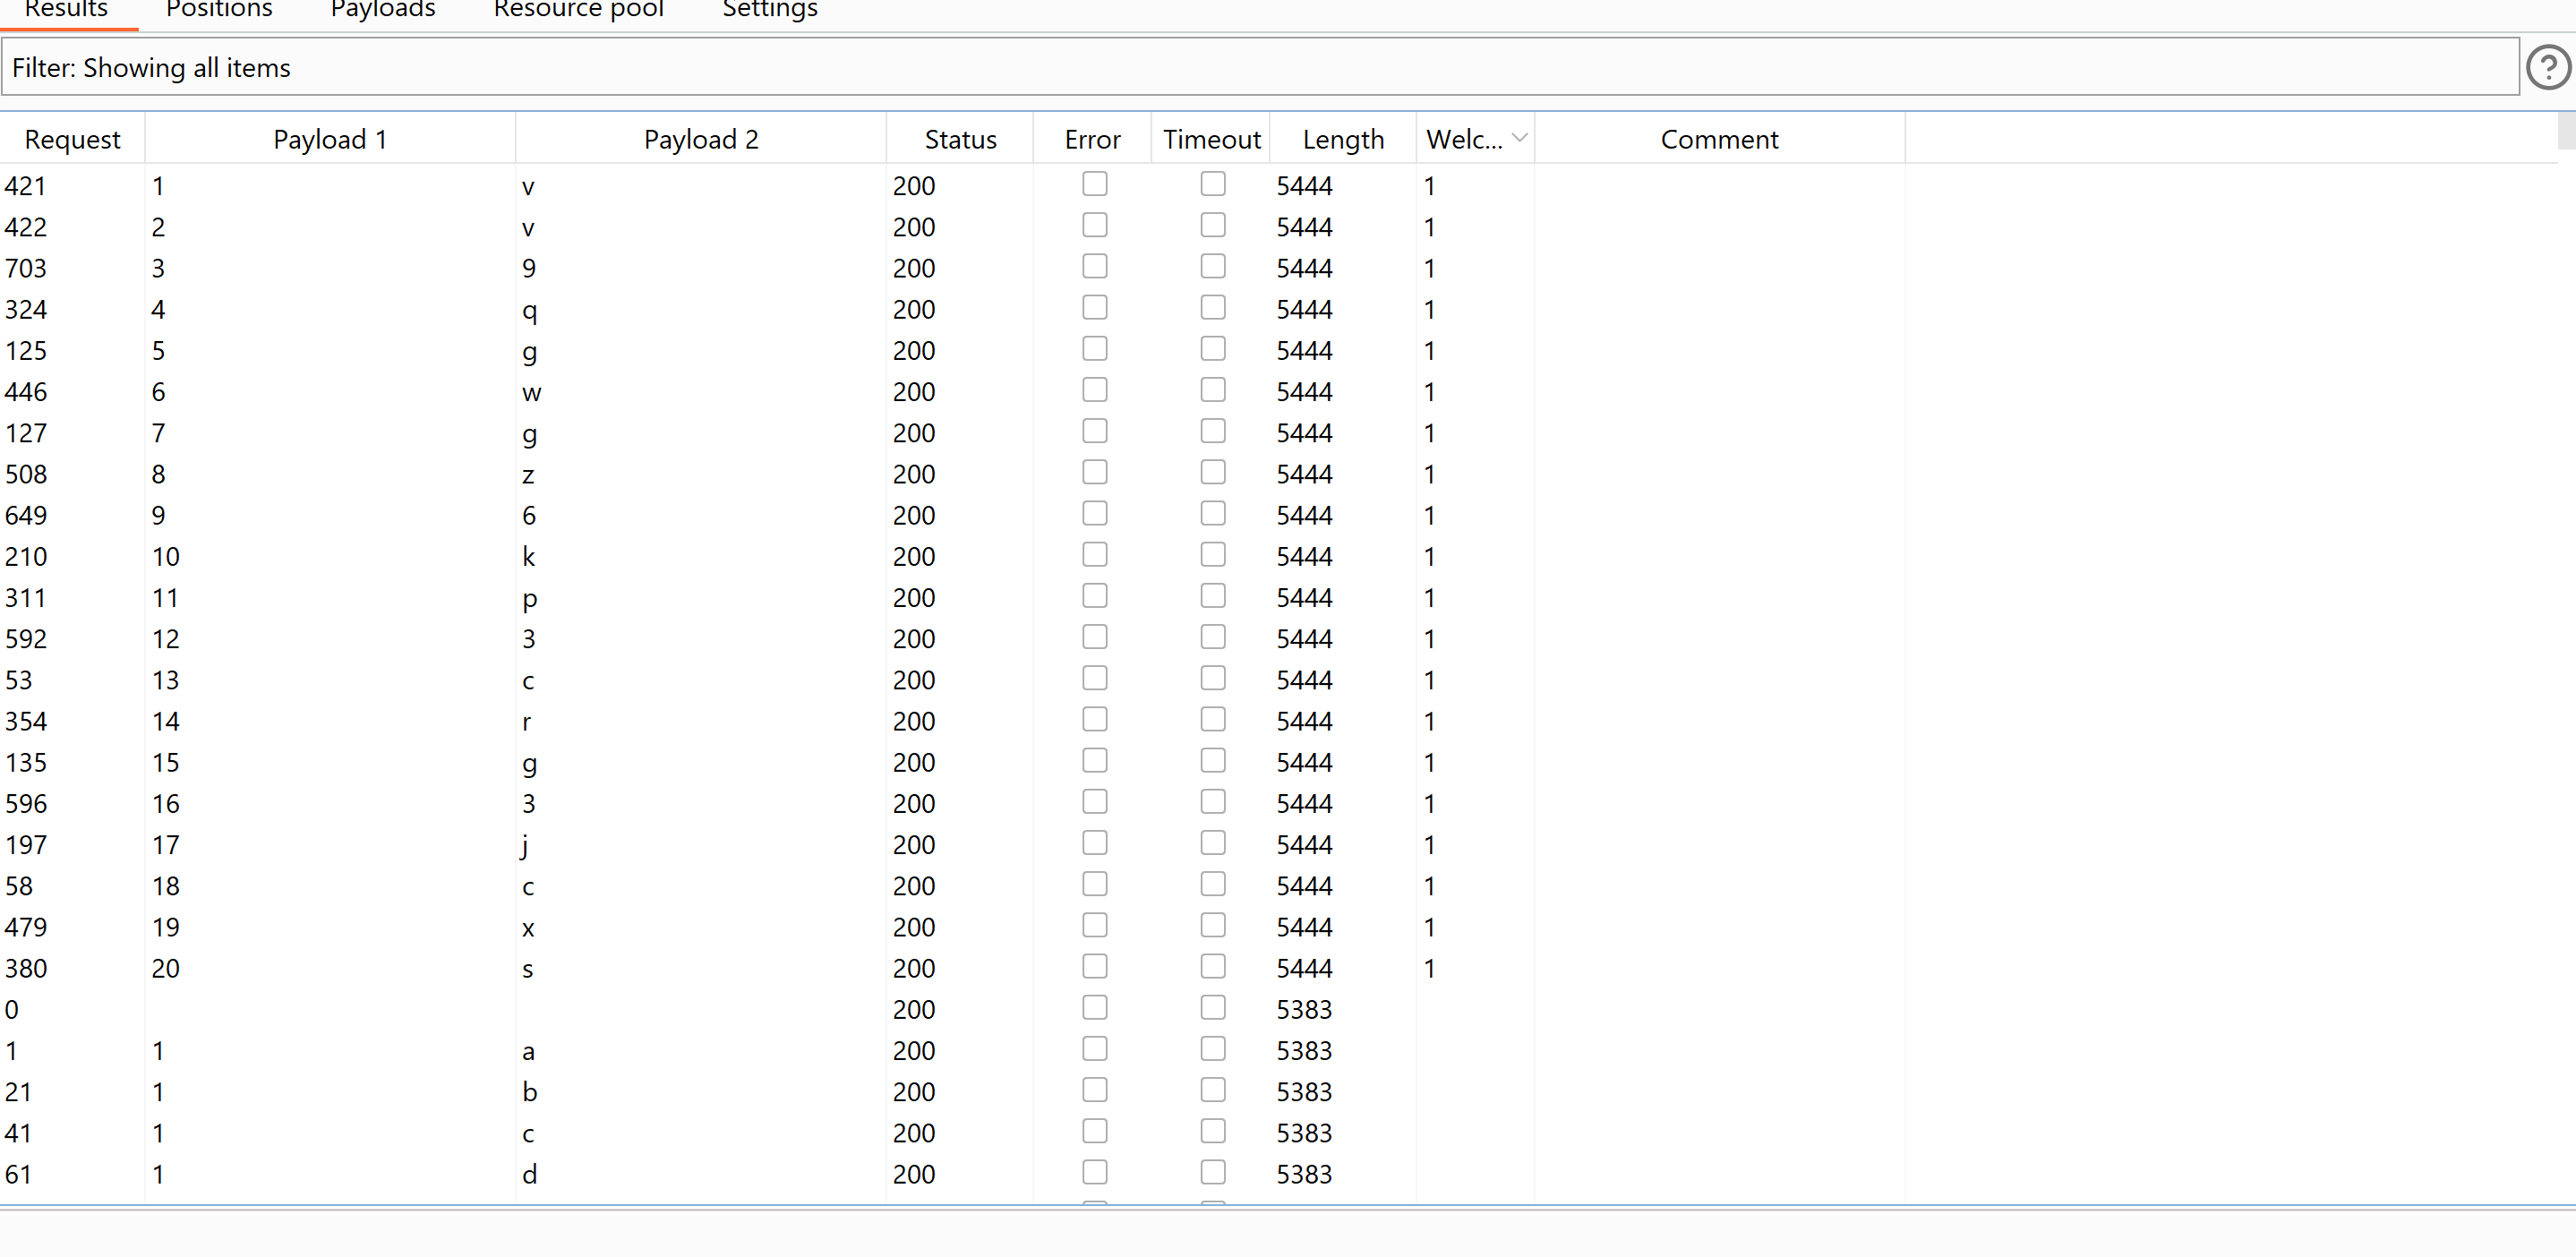 Results Positions Payloads Resource pool Settings
Filter: Showing all items
Request Payload 1 Payload 2 Status Error Timeout Length Welc... Comment
421 1 v 200 5444 1
422 2 v 200 5444 1
703 3 9 200 5444 1
324 4 q 200 5444 1
125 5 g 200 5444 1
446 6 w 200 5444 1
127 7 g 200 5444 1
508 8 z 200 5444 1
649 9 6 200 5444 1
210 10 k 200 5444 1
311 11 p 200 5444 1
592 12 3 200 5444 1
53 13 c 200 5444 1
354 14 r 200 5444 1
135 15 g 200 5444 1
596 16 3 200 5444 1
197 17 j 200 5444 1
58 18 c 200 5444 1
479 19 x 200 5444 1
380 20 s 200 5444 1
0 200 5383
1 1 a 200 5383
21 1 b 200 5383
41 1 c 200 5383
61 1 d 200 5383